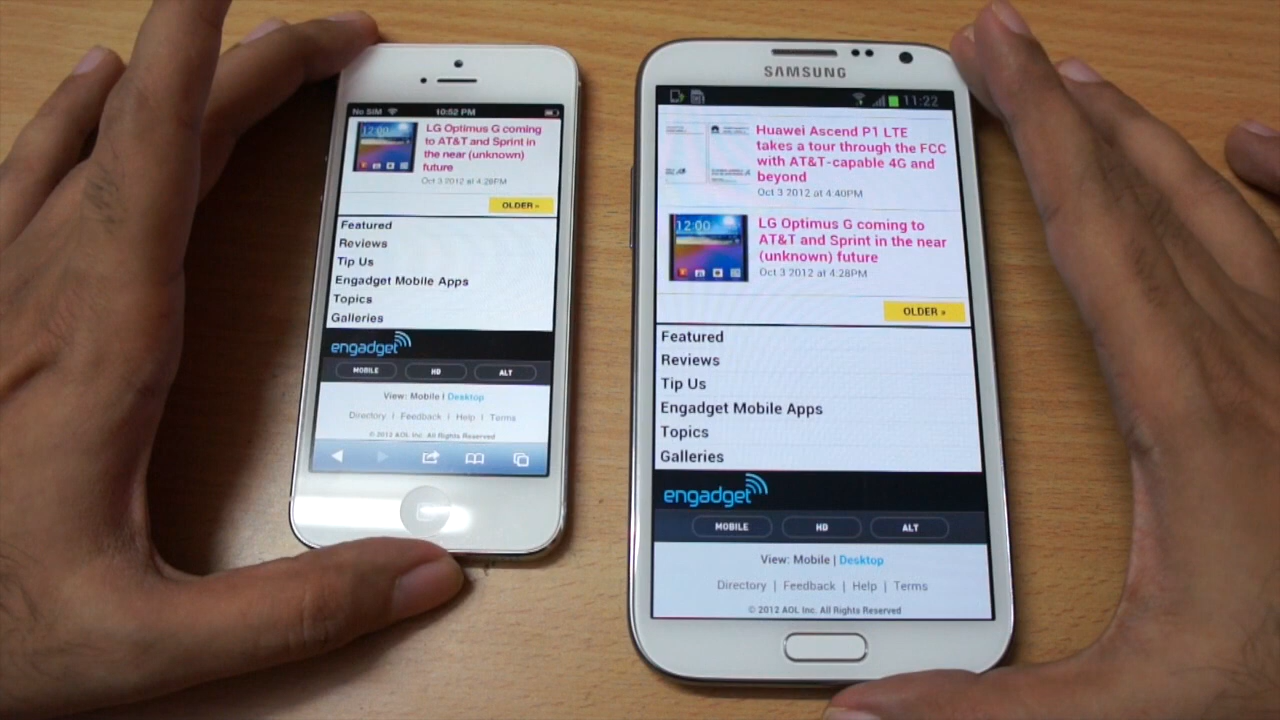 No SIM 10:52 PM
LG Optimus G coming
to AT&T and Sprint in
the near (unknown)
future
Oct 3 2012 at 4:28PM
OLDER »
Featured
Reviews
Tip Us
Engadget Mobile Apps
Topics
Galleries
engadget
MOBILE HD ALT
View: Mobile | Desktop
Directory | Feedback | Help | Terms
© 2012 AOL Inc. All Rights Reserved
SAMSUNG
11:22
Huawei Ascend P1 LTE
takes a tour through the FCC
with AT&T-capable 4G and
beyond
Oct 3 2012 at 4:40PM
12:00
LG Optimus G coming to
AT&T and Sprint in the near
(unknown) future
Oct 3 2012 at 4:28PM
OLDER »
Featured
Reviews
Tip Us
Engadget Mobile Apps
Topics
Galleries
engadget
MOBILE HD ALT
View: Mobile | Desktop
Directory | Feedback | Help | Terms
© 2012 AOL Inc. All Rights Reserved